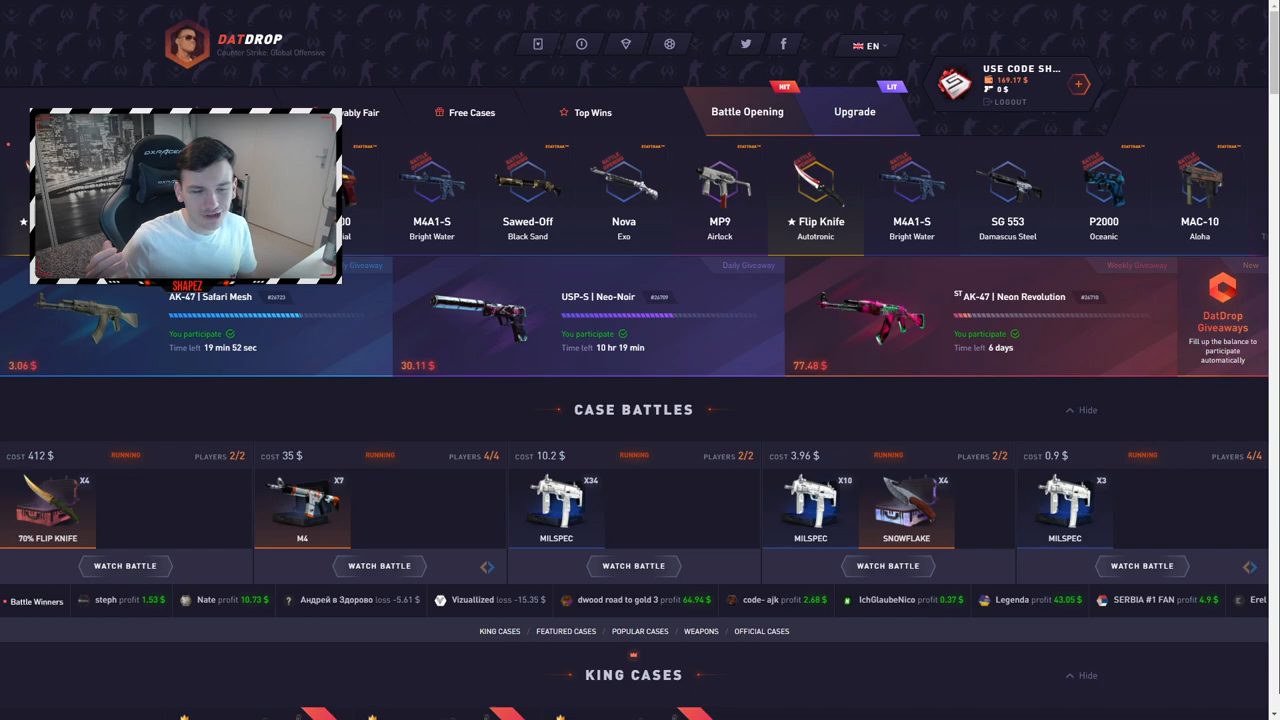 DATDROP
Counter Strike: Global Offensive
EN
USE CODE SH...
169.17 $
0 $
LOGOUT
Free Cases
Top Wins
HIT
Battle Opening
LIT
Upgrade
M4A1-S
Bright Water
Sawed-Off
Black Sand
Nova
Exo
MP9
Airlock
★ Flip Knife
Autotronic
M4A1-S
Bright Water
SG 553
Damascus Steel
P2000
Oceanic
MAC-10
Aloha
SHAPEZ
AK-47 | Safari Mesh
#26723
You participate
Time left 19 min 52 sec
3.06 $
Daily Giveaway
USP-S | Neo-Noir
#26709
You participate
Time left 10 hr 19 min
30.11 $
Weekly Giveaway
ST AK-47 | Neon Revolution
#26710
You participate
Time left 6 days
77.48 $
New
DatDrop
Giveaways
Fill up the balance to
participate
automatically
CASE BATTLES
Hide
COST 412 $ RUNNING PLAYERS 2/2
X4
70% FLIP KNIFE
WATCH BATTLE
COST 35 $ RUNNING PLAYERS 4/4
X7
M4
WATCH BATTLE
COST 10.2 $ RUNNING PLAYERS 2/2
X34
MILSPEC
WATCH BATTLE
COST 3.96 $ RUNNING PLAYERS 2/2
X10
MILSPEC
X4
SNOWFLAKE
WATCH BATTLE
COST 0.9 $ RUNNING PLAYERS 4/4
X3
MILSPEC
WATCH BATTLE
Battle Winners steph profit 1.53 $ Nate profit 10.73 $ Андрей в Здорово loss -5.61 $ Vizuallized loss -15.35 $ dwood road to gold 3 profit 64.94 $ code- ajk profit 2.68 $ IchGlaubeNico profit 0.37 $ Legenda profit 43.05 $ SERBIA #1 FAN profit 4.9 $
KING CASES / FEATURED CASES / POPULAR CASES / WEAPONS / OFFICIAL CASES
KING CASES
Hide